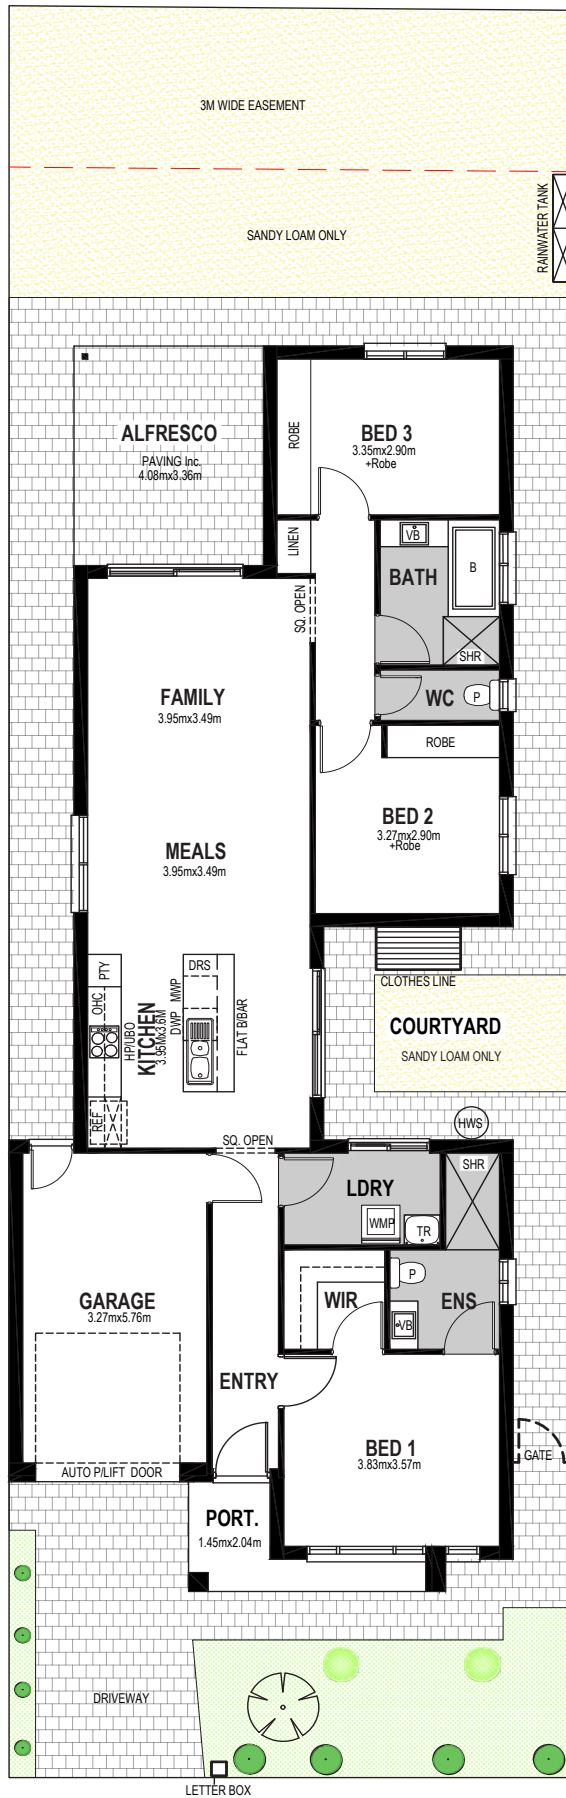 3M WIDE EASEMENT
RAINWATER TANK
SANDY LOAM ONLY
ALFRESCO
PAVING Inc.
4.08mx3.36m
ROBE
BED 3
3.35mx2.90m
+Robe
LINEN
VB
BATH
B
SHR
SQ. OPEN
WC
P
FAMILY
3.95mx3.49m
ROBE
BED 2
3.27mx2.90m
+Robe
MEALS
3.95mx3.49m
PTY
OHC
HP/UBO
KITCHEN
3.95Mx3.6M
DRS
MWP
DWP
FLAT B/BAR
REF
CLOTHES LINE
COURTYARD
SANDY LOAM ONLY
HWS
SQ. OPEN
LDRY
WMP
TR
SHR
GARAGE
3.27mx5.76m
WIR
P
VB
ENS
ENTRY
BED 1
3.83mx3.57m
GATE
AUTO P/LIFT DOOR
PORT.
1.45mx2.04m
DRIVEWAY
LETTER BOX